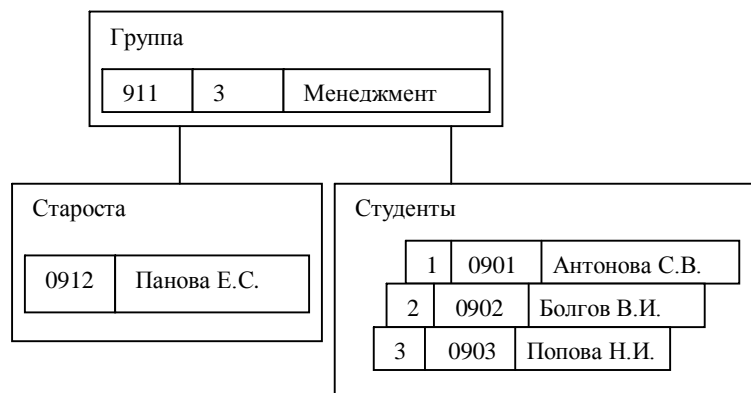 Группа
911 3 Менеджмент
Староста
0912 Панова Е.С.
Студенты
1 0901 Антонова С.В.
2 0902 Болгов В.И.
3 0903 Попова Н.И.